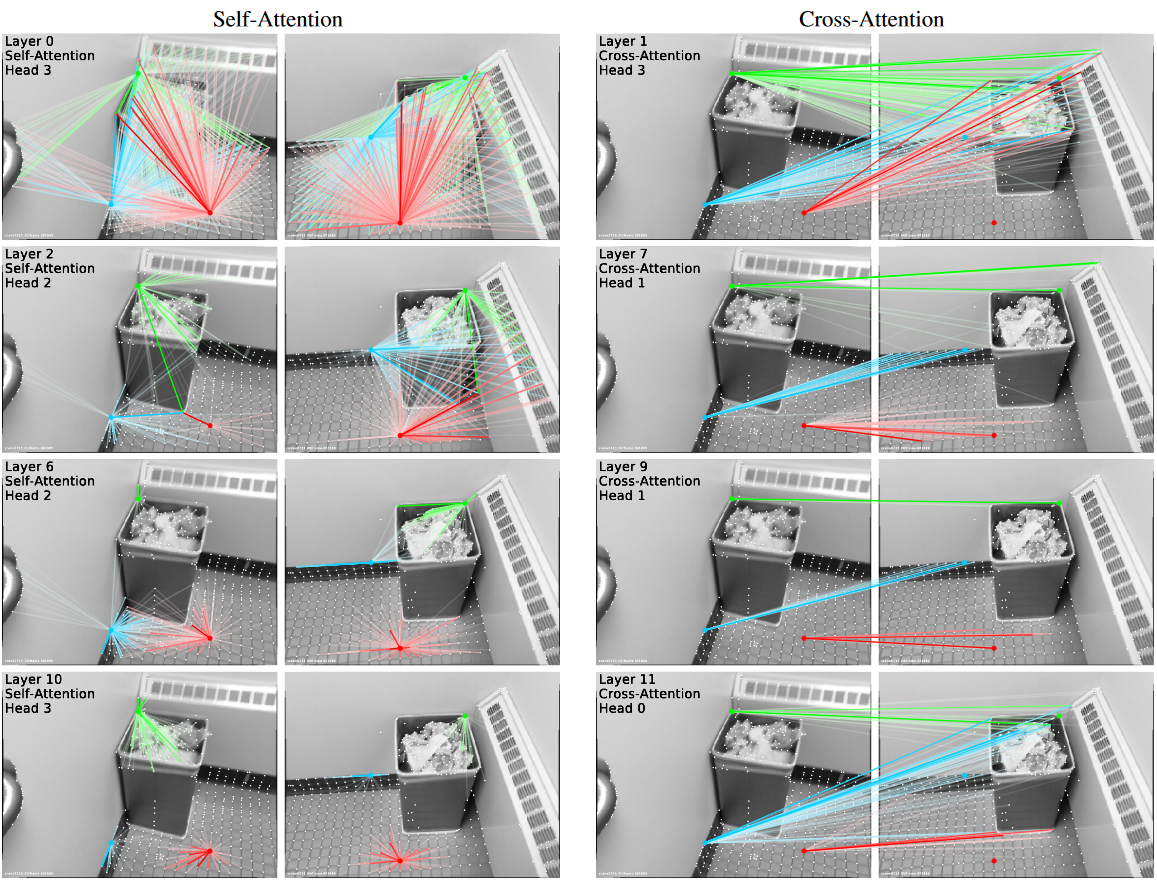 Self-Attention
Cross-Attention
Layer 0
Self-Attention
Head 3
Layer 1
Cross-Attention
Head 3
Layer 2
Self-Attention
Head 2
Layer 7
Cross-Attention
Head 1
Layer 6
Self-Attention
Head 2
Layer 9
Cross-Attention
Head 1
Layer 10
Self-Attention
Head 3
Layer 11
Cross-Attention
Head 0